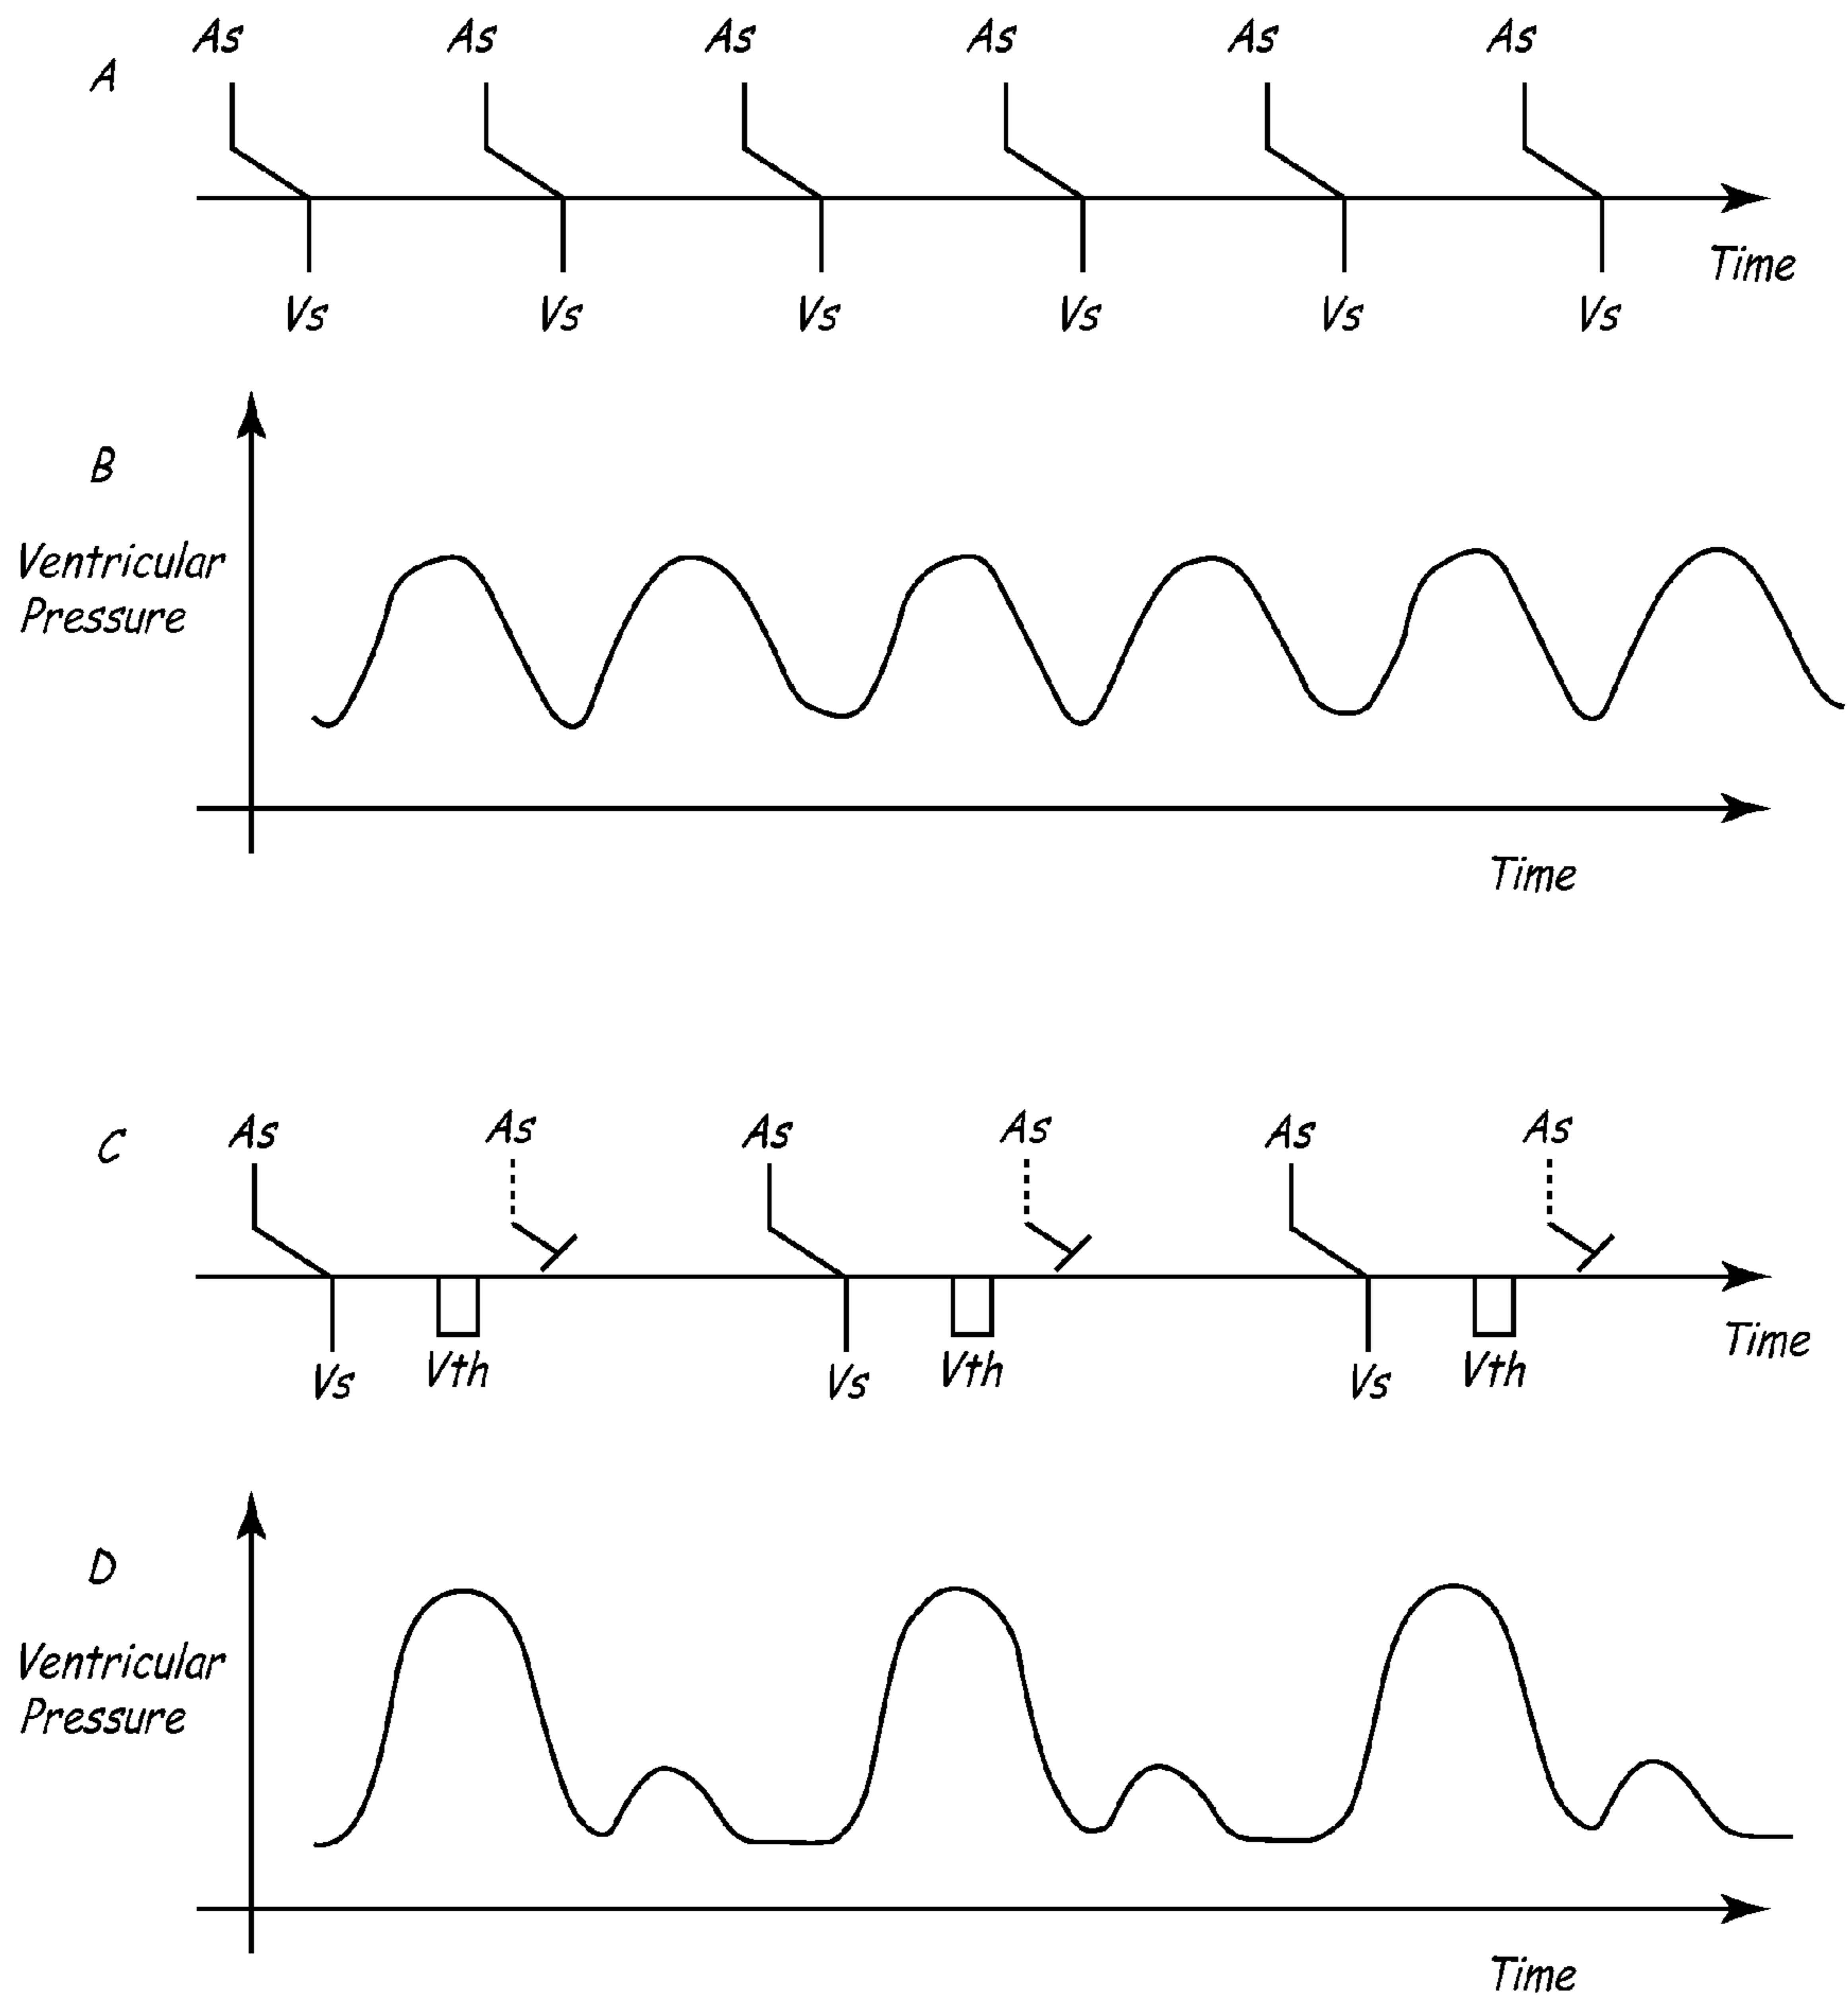 As As As As As As
A
Time
Vs Vs Vs Vs Vs Vs
B
Ventricular
Pressure
Time
C
As As As As As As
Time
Vs Vth Vs Vth Vs Vth
D
Ventricular
Pressure
Time